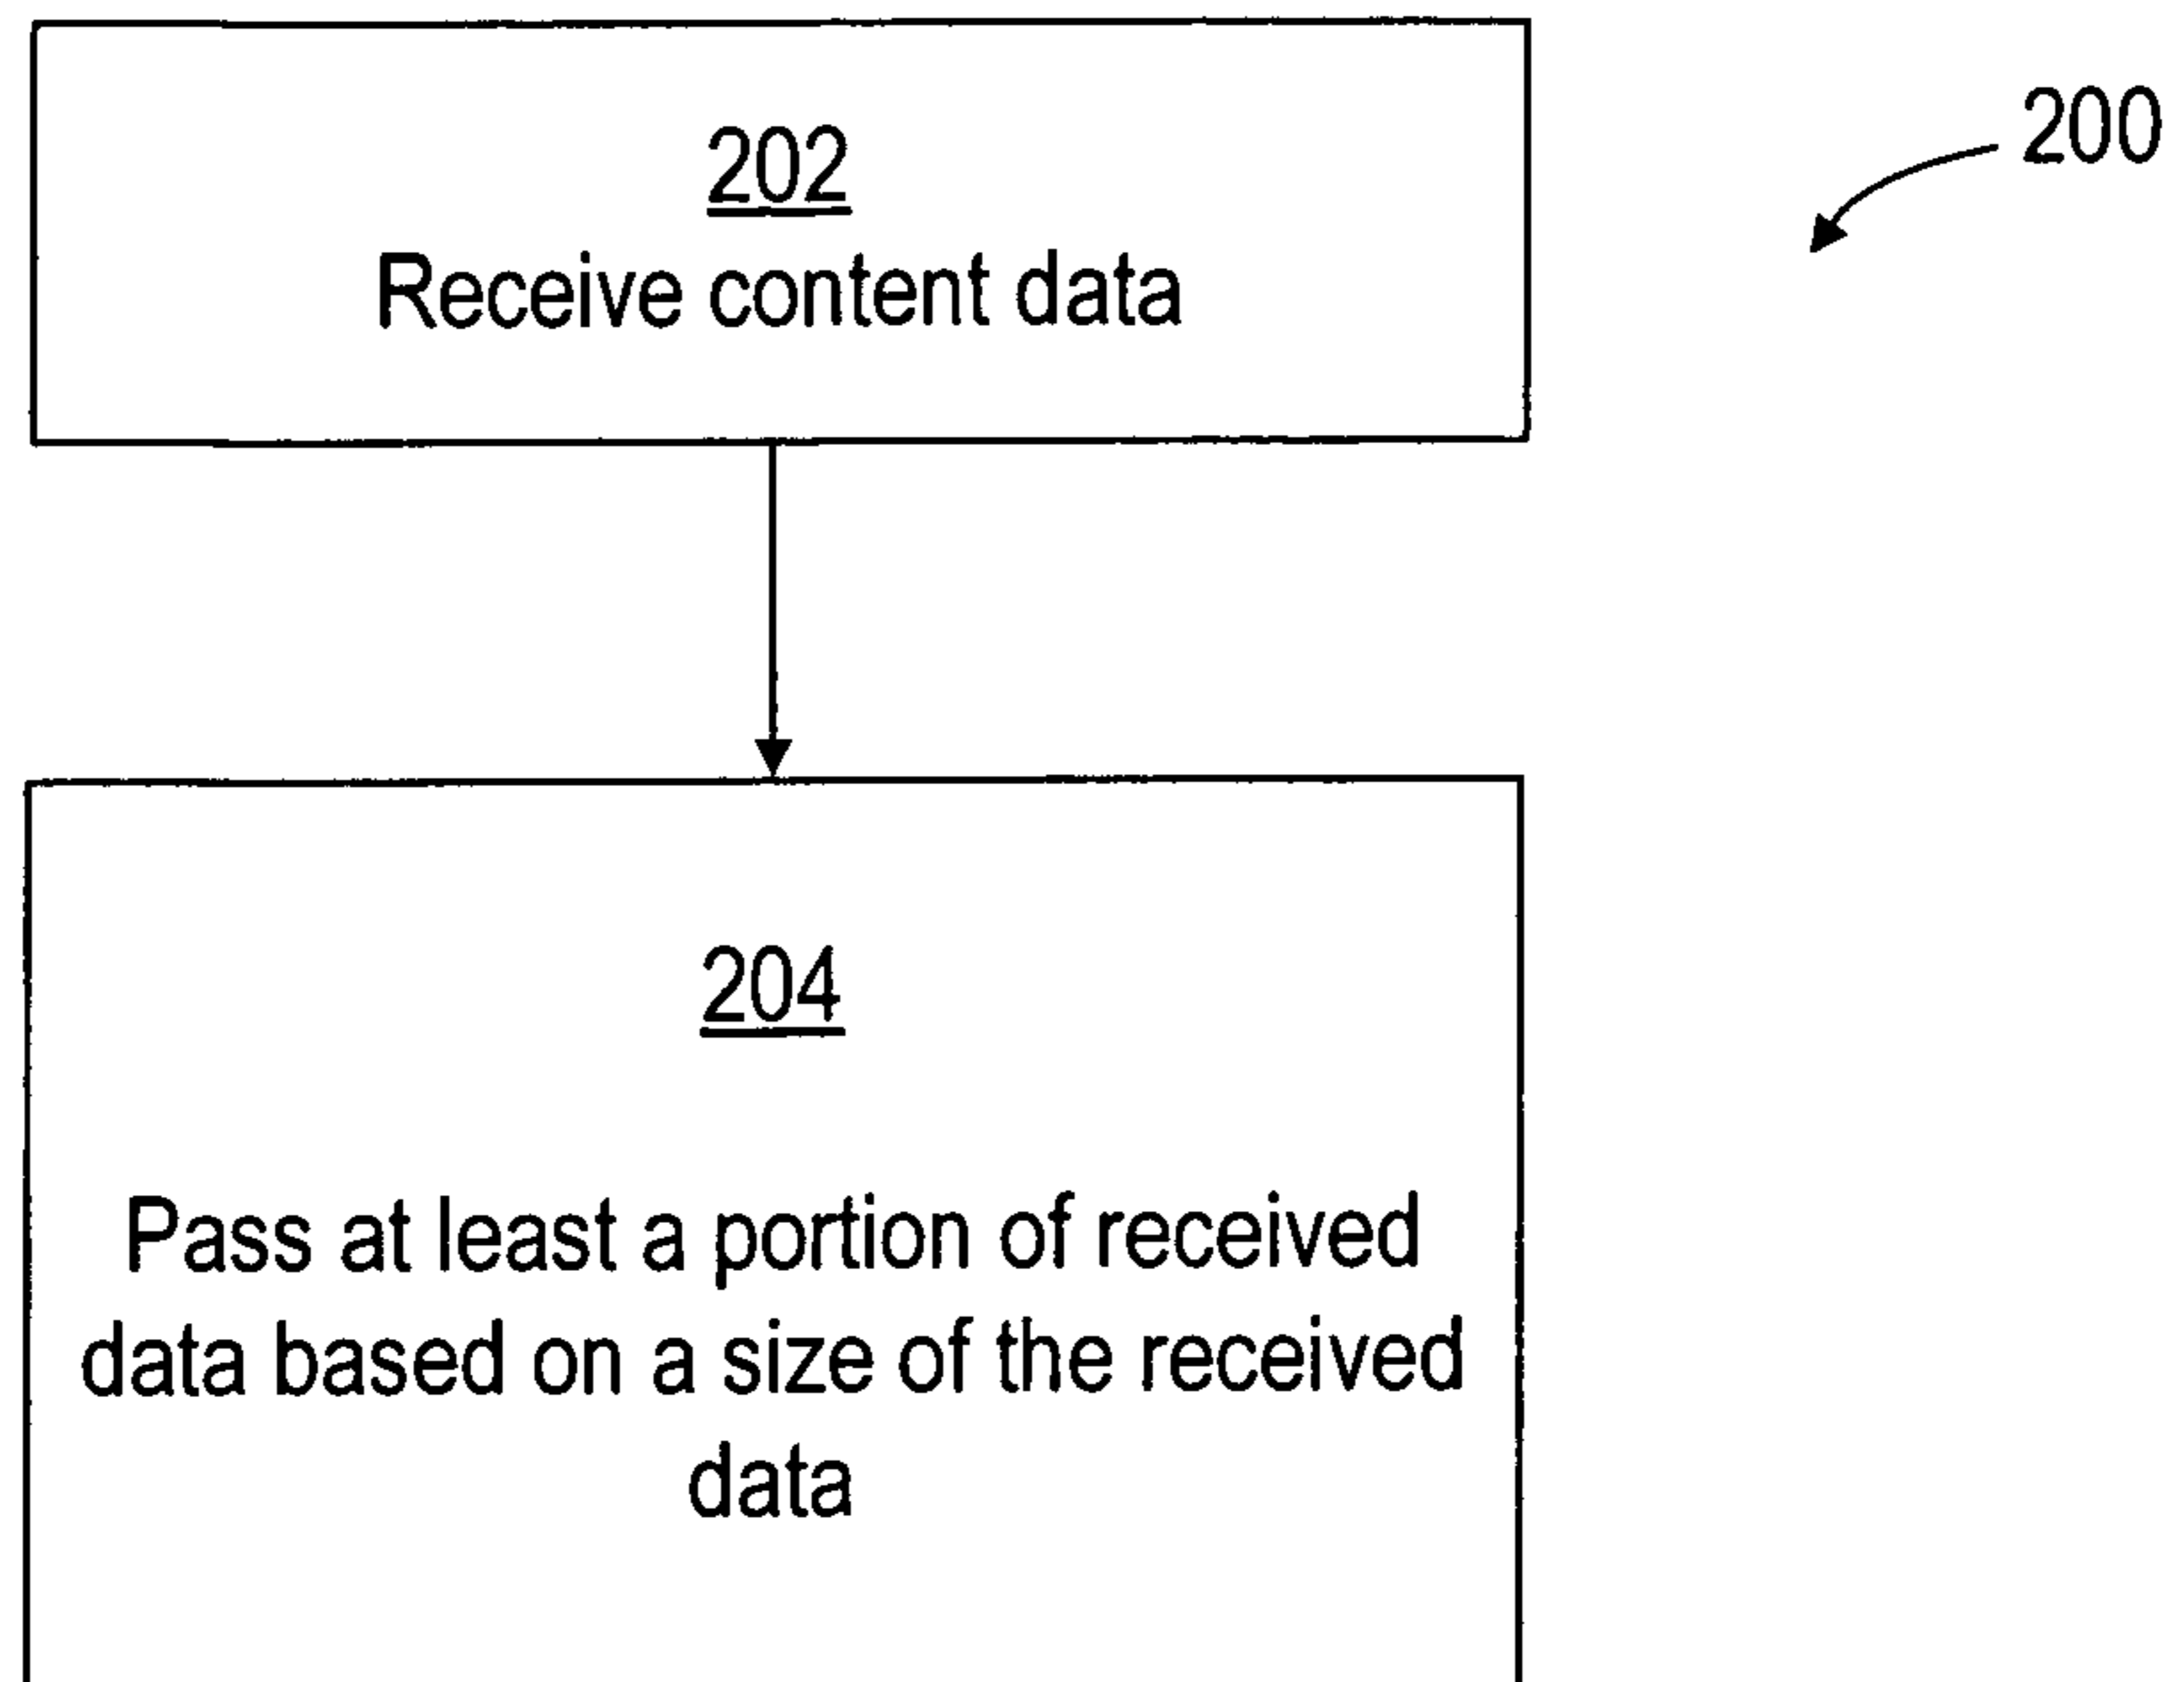 202
Receive content data
200
204
Pass at least a portion of received
data based on a size of the received
data